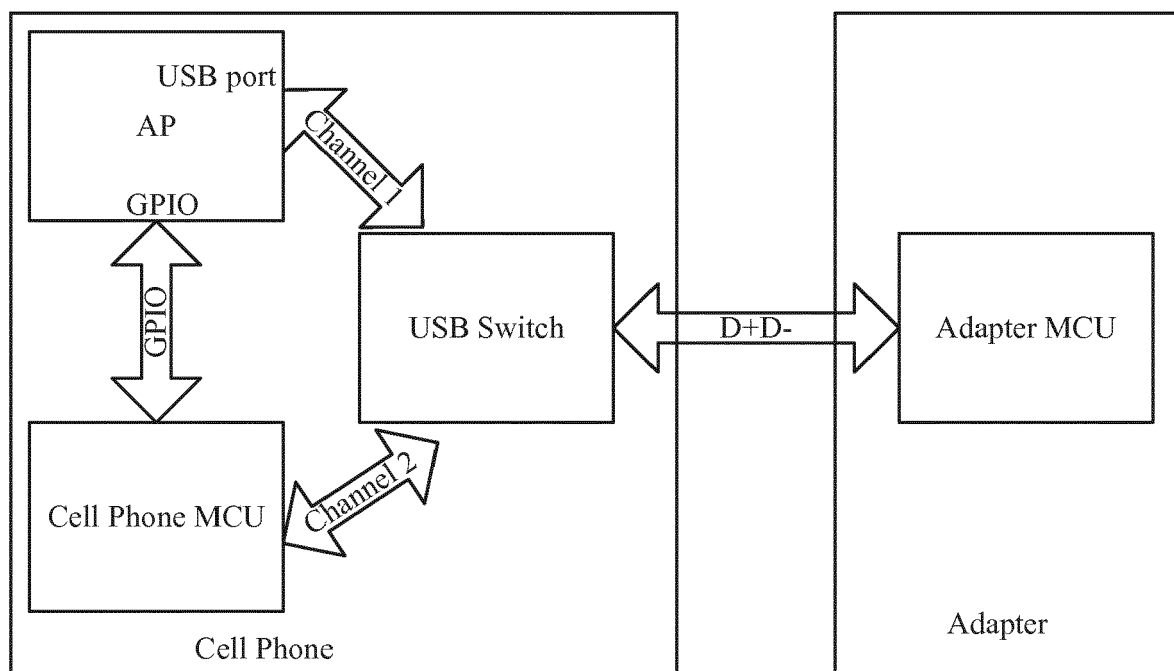 USB port
AP
GPIO
Channel 1
GPIO
USB Switch
D+D-
Adapter MCU
Cell Phone MCU
Channel 2
Cell Phone
Adapter